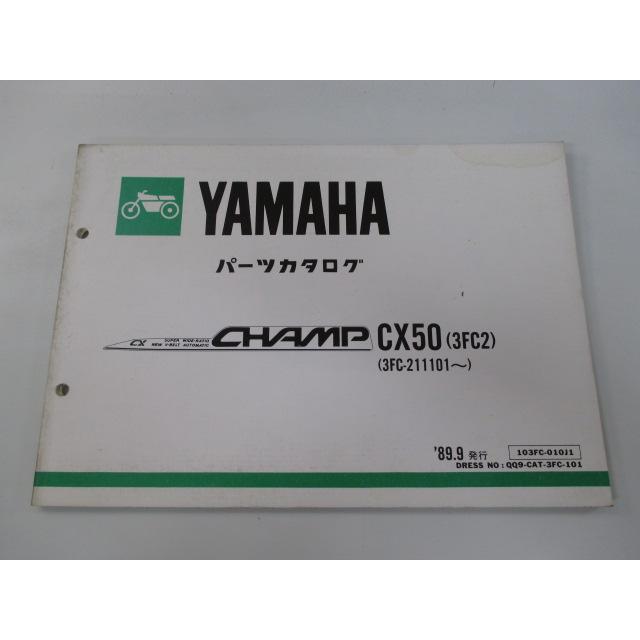 YAMAHA
パーツカタログ
CX SUPER WIDE-RATIO NEW V-BELT AUTOMATIC CHAMP CX50 (3FC2)
(3FC-211101〜)
'89.9 発行 103FC-010J1
DRESS NO: QQ9-CAT-3FC-101